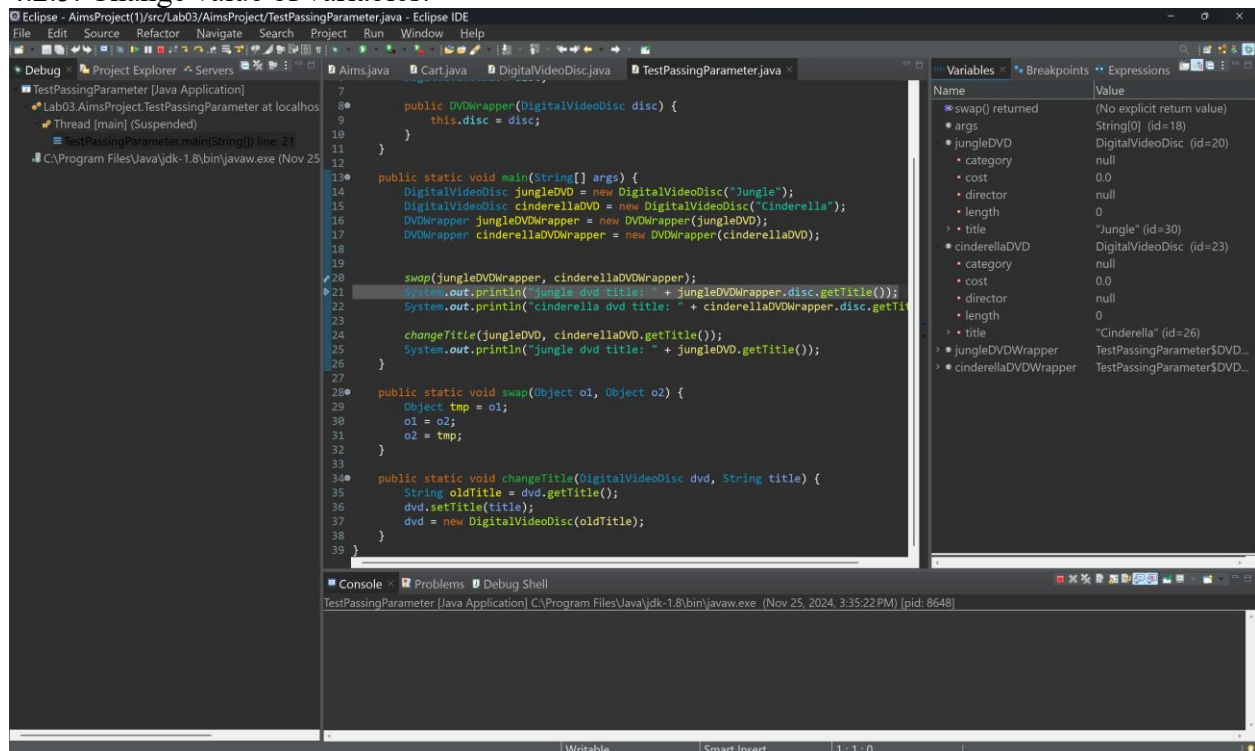 4.2.5. Change value of variables:
Eclipse - AimsProject(1)/src/Lab03/AimsProject/TestPassingParameter.java - Eclipse IDE
File Edit Source Refactor Navigate Search Project Run Window Help
Debug Project Explorer Servers
TestPassingParameter [Java Application]
Lab03.AimsProject.TestPassingParameter at localhos
Thread [main] (Suspended)
TestPassingParameter.main(String[]) line: 21
C:\Program Files\Java\jdk-1.8\bin\javaw.exe (Nov 25
Aims.java Cart.java DigitalVideoDisc.java TestPassingParameter.java
7
8 public DVDWrapper(DigitalVideoDisc disc) {
9 this.disc = disc;
10 }
11 }
12
13 public static void main(String[] args) {
14 DigitalVideoDisc jungleDVD = new DigitalVideoDisc("Jungle");
15 DigitalVideoDisc cinderellaDVD = new DigitalVideoDisc("Cinderella");
16 DVDWrapper jungleDVDWrapper = new DVDWrapper(jungleDVD);
17 DVDWrapper cinderellaDVDWrapper = new DVDWrapper(cinderellaDVD);
18
19
20 swap(jungleDVDWrapper, cinderellaDVDWrapper);
21 System.out.println("jungle dvd title: " + jungleDVDWrapper.disc.getTitle());
22 System.out.println("cinderella dvd title: " + cinderellaDVDWrapper.disc.getTit
23
24 changeTitle(jungleDVD, cinderellaDVD.getTitle());
25 System.out.println("jungle dvd title: " + jungleDVD.getTitle());
26 }
27
28 public static void swap(Object o1, Object o2) {
29 Object tmp = o1;
30 o1 = o2;
31 o2 = tmp;
32 }
33
34 public static void changeTitle(DigitalVideoDisc dvd, String title) {
35 String oldTitle = dvd.getTitle();
36 dvd.setTitle(title);
37 dvd = new DigitalVideoDisc(oldTitle);
38 }
39 }
Variables Breakpoints Expressions
Name Value
swap() returned (No explicit return value)
args String[0] (id=18)
jungleDVD DigitalVideoDisc (id=20)
category null
cost 0.0
director null
length 0
title "Jungle" (id=30)
cinderellaDVD DigitalVideoDisc (id=23)
category null
cost 0.0
director null
length 0
title "Cinderella" (id=26)
jungleDVDWrapper TestPassingParameter$DVD...
cinderellaDVDWrapper TestPassingParameter$DVD...
Console Problems Debug Shell
TestPassingParameter [Java Application] C:\Program Files\Java\jdk-1.8\bin\javaw.exe (Nov 25, 2024, 3:35:22 PM) [pid: 8648]
Writable Smart Insert 1 : 1 : 0